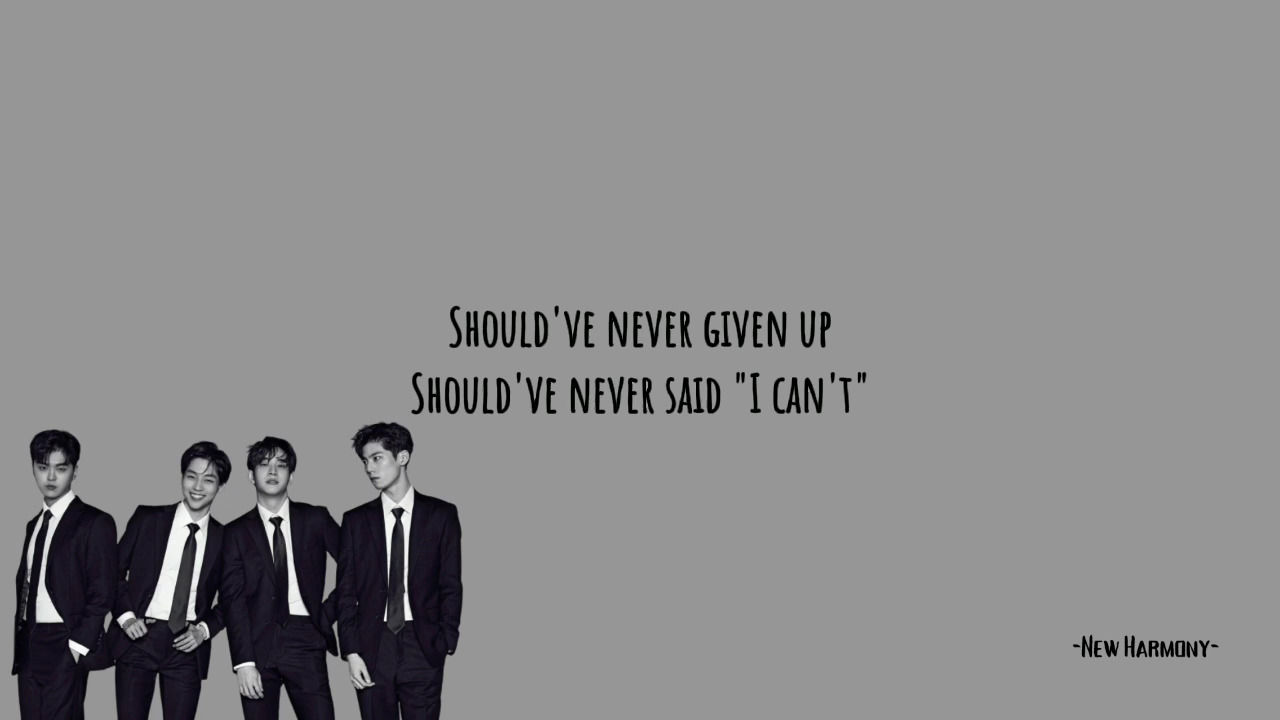 Should've never given up
Should've never said "I can't"
-New Harmony-